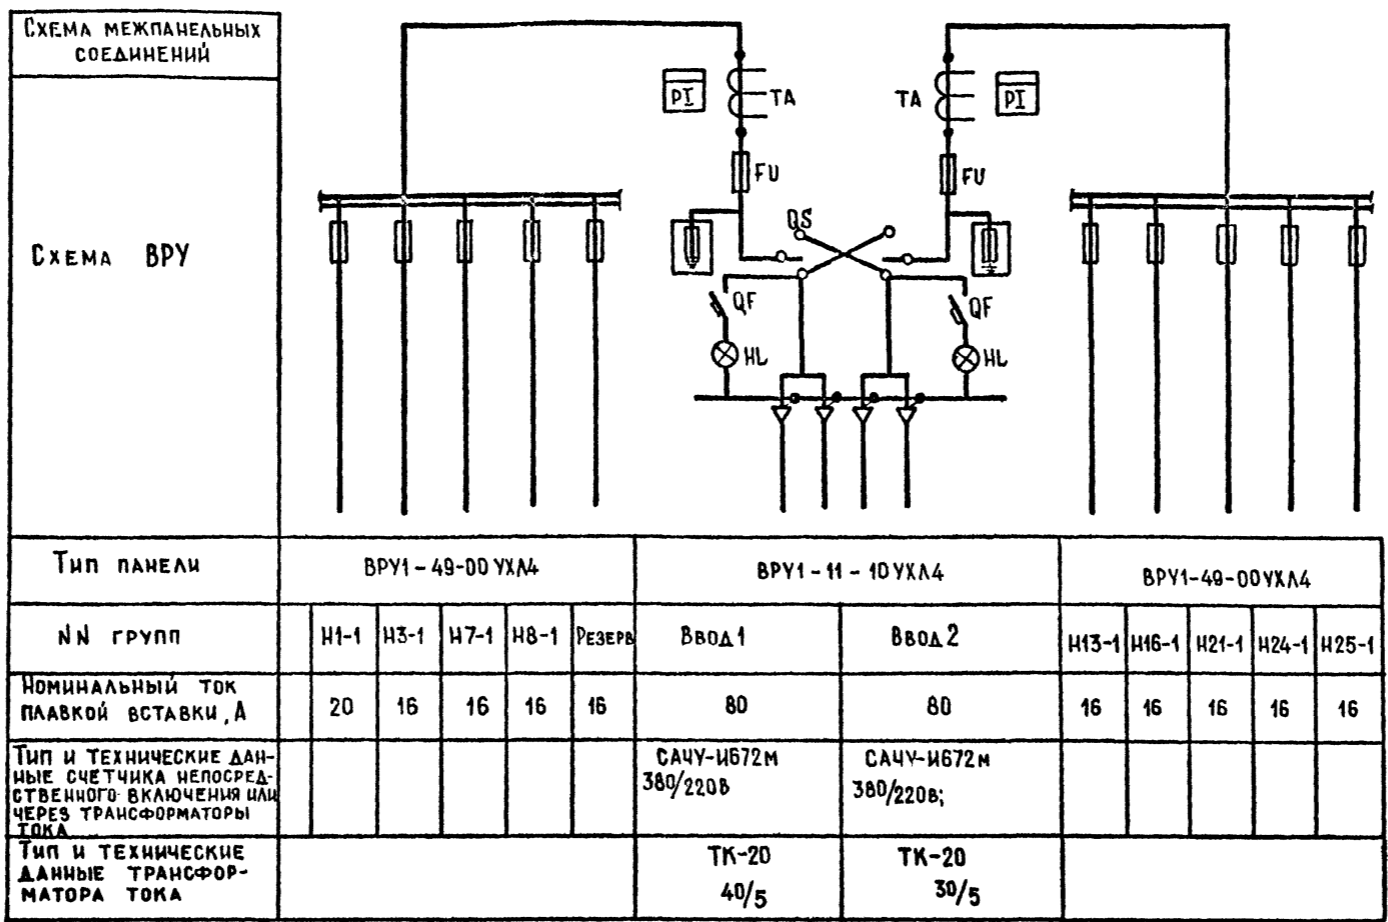 Схема межпанельных
соединений
PI
TA
TA
PI
FU
FU
QS
Схема ВРУ
QF
QF
HL
HL
Тип панели
ВРУ1-49-00 УХЛ4
ВРУ1-11-10 УХЛ4
ВРУ1-49-00 УХЛ4
NN групп
Н1-1
Н3-1
Н7-1
Н8-1
Резерв
Ввод 1
Ввод 2
Н13-1
Н16-1
Н21-1
Н24-1
Н25-1
Номинальный ток
плавкой вставки, А
20
16
16
16
16
80
80
16
16
16
16
16
Тип и технические дан-
ные счетчика непосред-
ственного включения или
через трансформаторы
тока
САЧУ-И672м
380/220в
САЧУ-И672м
380/220в;
Тип и технические
данные трансфор-
матора тока
ТК-20
40/5
ТК-20
30/5